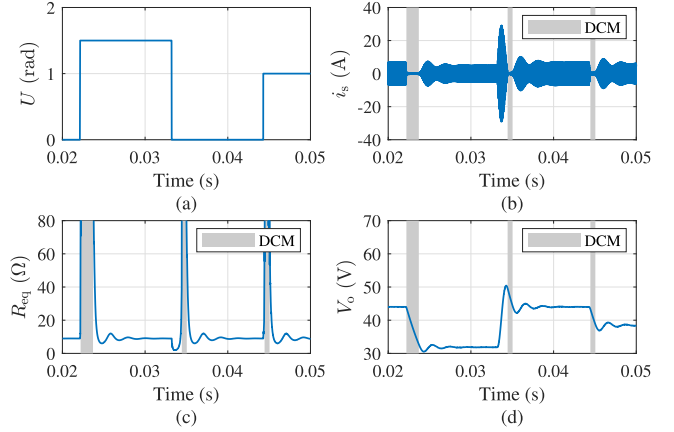 2
1
0
U (rad)
0.02 0.03 0.04 0.05
Time (s)
(a)
40
20
0
-20
-40
i_s (A)
DCM
0.02 0.03 0.04 0.05
Time (s)
(b)
80
60
40
20
0
R_eq (Ω)
DCM
0.02 0.03 0.04 0.05
Time (s)
(c)
70
60
50
40
30
V_o (V)
DCM
0.02 0.03 0.04 0.05
Time (s)
(d)